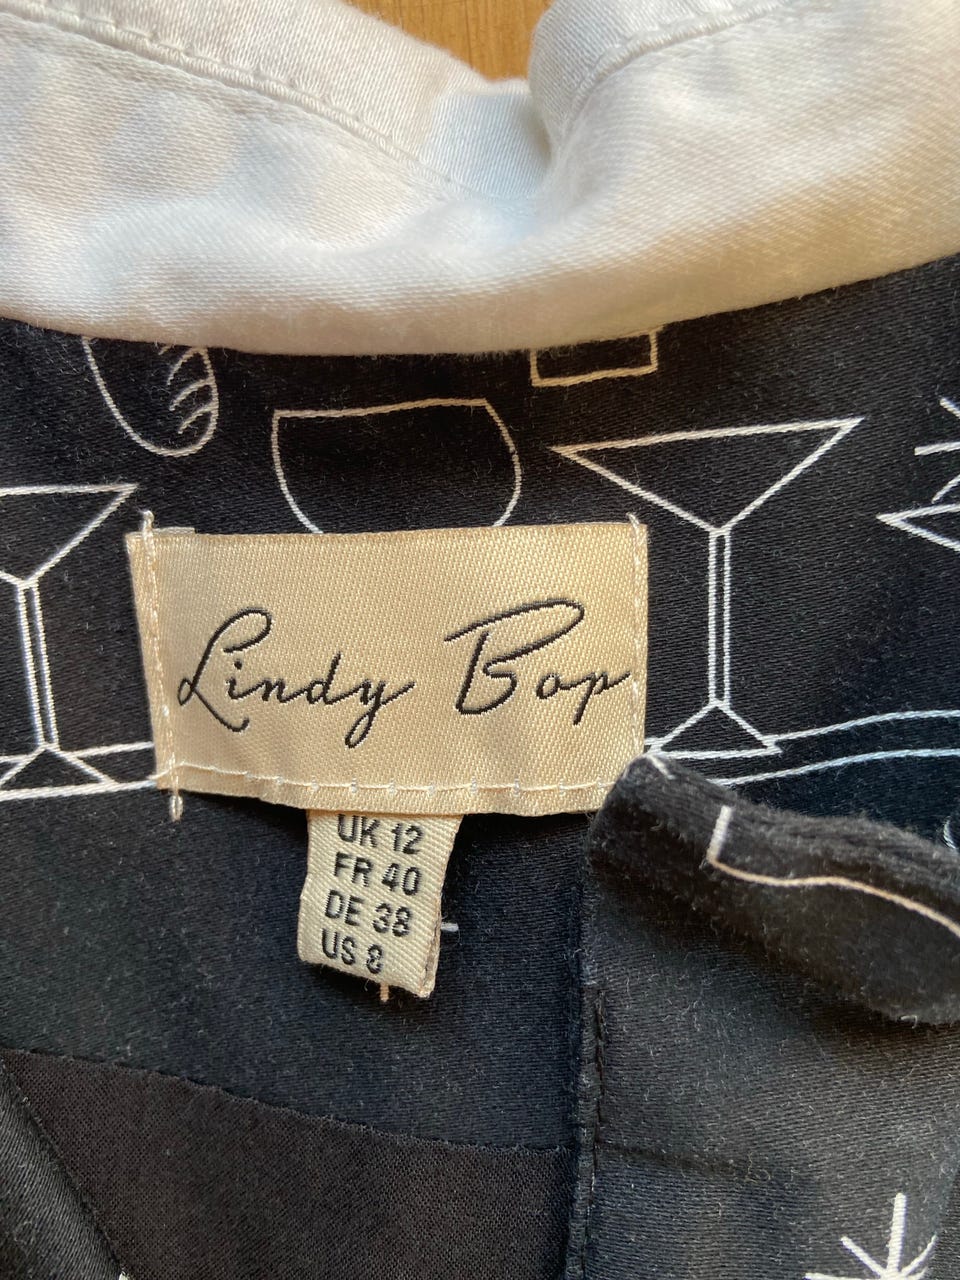 Lindy Bop
UK 12
FR 40
DE 38
US 8